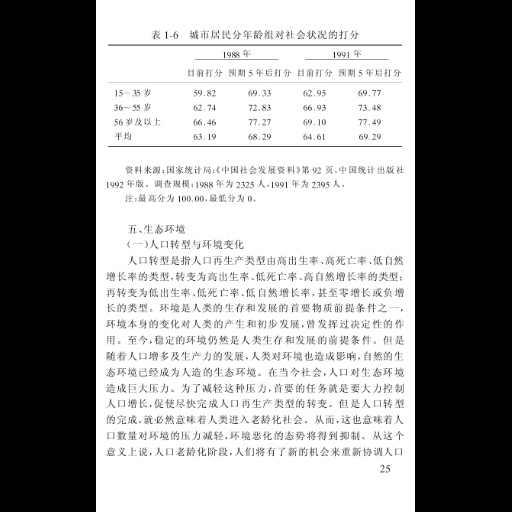 表 1-6 城市居民分年龄组对社会状况的打分
1988 年 1991 年
目前打分 预期 5 年后打分 目前打分 预期 5 年后打分
15～35 岁 59.82 69.33 62.95 69.77
36～55 岁 62.74 72.83 66.93 73.48
56 岁及以上 66.46 77.27 69.10 77.49
平均 63.19 68.29 64.61 69.29
资料来源:国家统计局:《中国社会发展资料》第 92 页,中国统计出版社
1992 年版。调查规模:1988 年为 2325 人,1991 年为 2395 人。
注:最高分为 100.00,最低分为 0。
五、生态环境
(一)人口转型与环境变化
人口转型是指人口再生产类型由高出生率、高死亡率、低自然
增长率的类型,转变为高出生率、低死亡率、高自然增长率的类型;
再转变为低出生率、低死亡率、低自然增长率,甚至零增长或负增
长的类型。环境是人类的生存和发展的首要物质前提条件之一,
环境本身的变化对人类的产生和初步发展,曾发挥过决定性的作
用。至今,稳定的环境仍然是人类生存和发展的前提条件。但是
随着人口增多及生产力的发展,人类对环境也造成影响,自然的生
态环境已经成为人造的生态环境。在当今社会,人口对生态环境
造成巨大压力。为了减轻这种压力,首要的任务就是要大力控制
人口增长,促使尽快完成人口再生产类型的转变。但是人口转型
的完成,就必然意味着人类进入老龄化社会。从而,这也意味着人
口数量对环境的压力减轻,环境恶化的态势将得到抑制。从这个
意义上说,人口老龄化阶段,人们将有了新的机会来重新协调人口
25